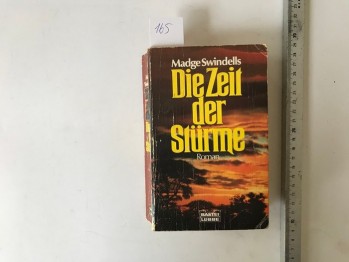 165
Madge Swindells
Die Zeit
der
Stürme
Roman
BASTEI
LÜBBE